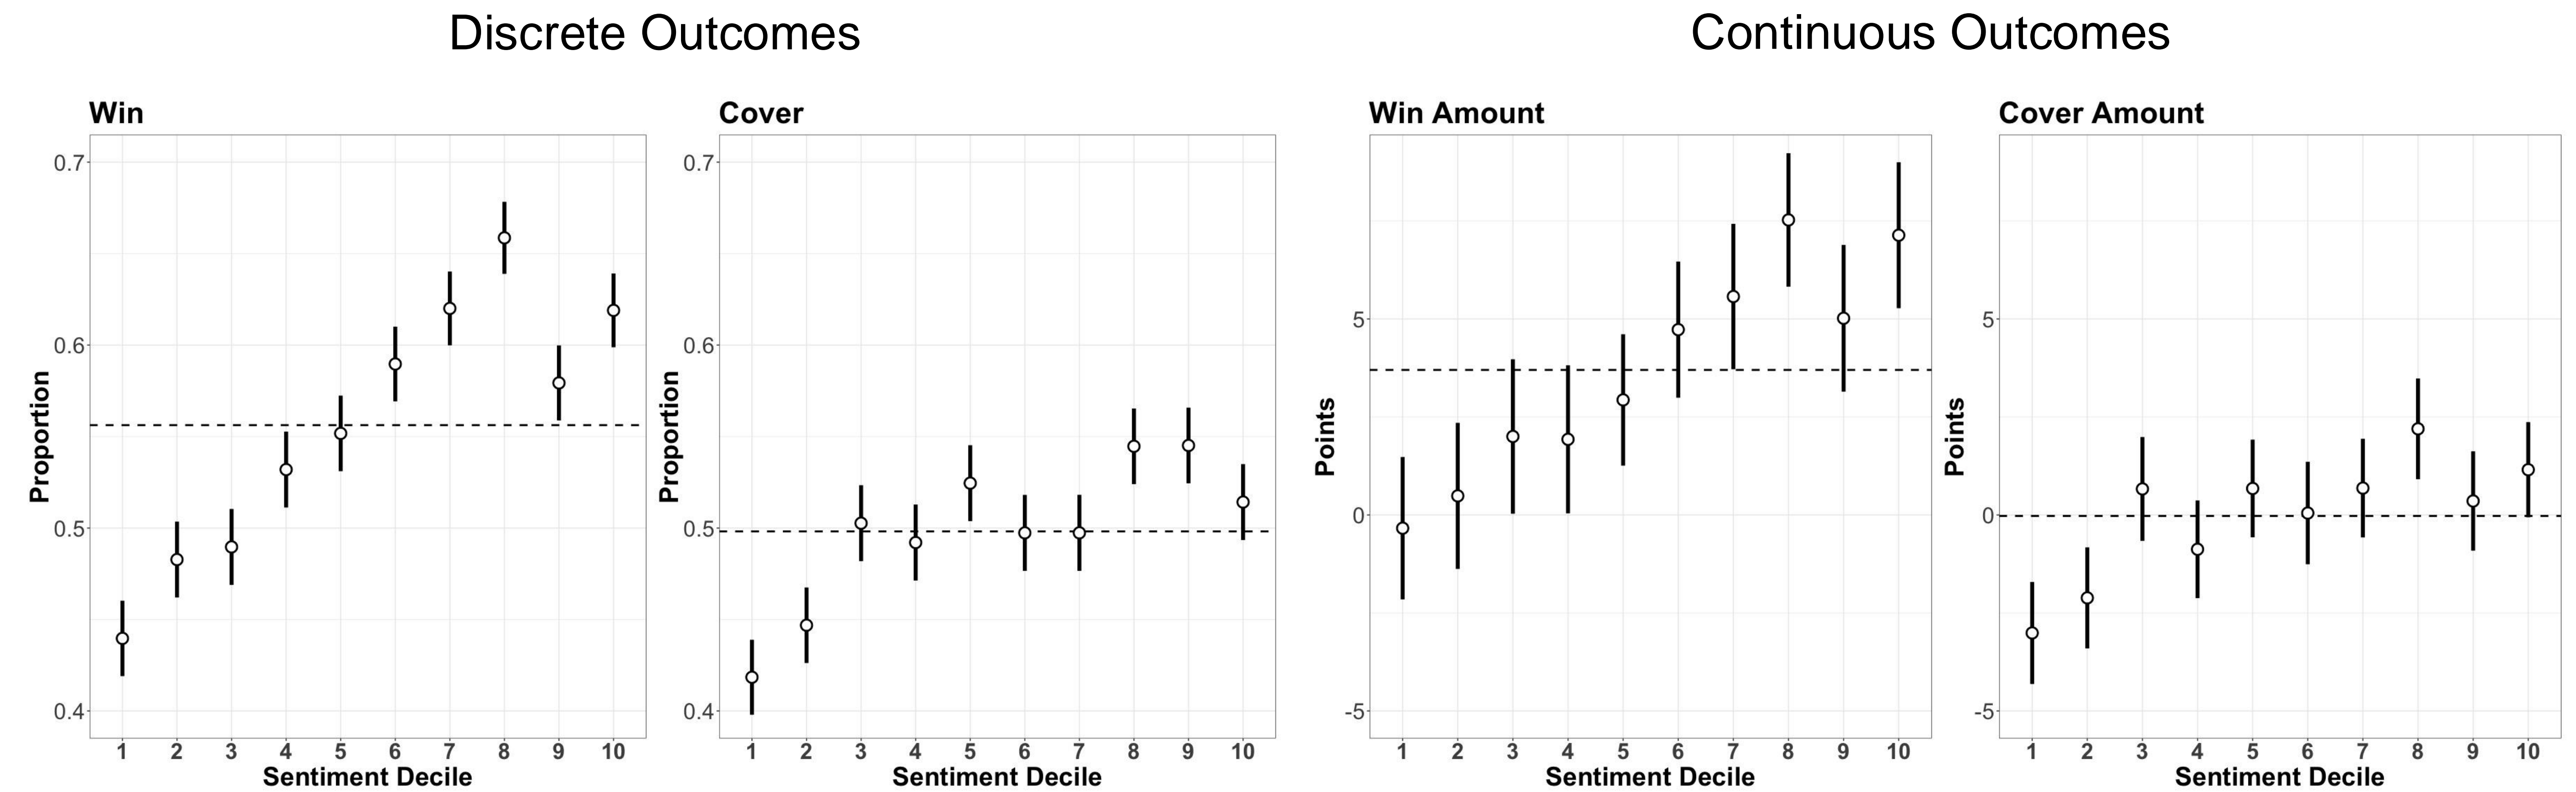 Discrete Outcomes
Continuous Outcomes
Win
Proportion
0.7
0.6
0.5
0.4
1 2 3 4 5 6 7 8 9 10
Sentiment Decile
Cover
Proportion
0.7
0.6
0.5
0.4
1 2 3 4 5 6 7 8 9 10
Sentiment Decile
Win Amount
Points
5
0
-5
1 2 3 4 5 6 7 8 9 10
Sentiment Decile
Cover Amount
Points
5
0
-5
1 2 3 4 5 6 7 8 9 10
Sentiment Decile